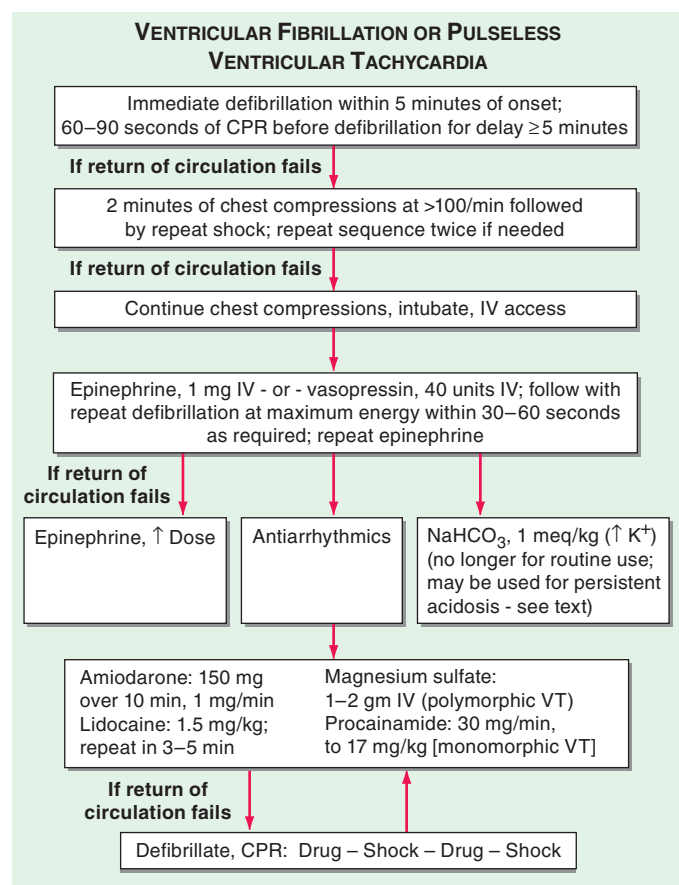 VENTRICULAR FIBRILLATION OR PULSELESS
VENTRICULAR TACHYCARDIA
Immediate defibrillation within 5 minutes of onset;
60–90 seconds of CPR before defibrillation for delay ≥5 minutes
If return of circulation fails
2 minutes of chest compressions at >100/min followed
by repeat shock; repeat sequence twice if needed
If return of circulation fails
Continue chest compressions, intubate, IV access
Epinephrine, 1 mg IV - or - vasopressin, 40 units IV; follow with
repeat defibrillation at maximum energy within 30–60 seconds
as required; repeat epinephrine
If return of
circulation fails
Epinephrine, ↑ Dose
Antiarrhythmics
NaHCO₃, 1 meq/kg (↑ K⁺)
(no longer for routine use;
may be used for persistent
acidosis - see text)
Amiodarone: 150 mg
over 10 min, 1 mg/min
Lidocaine: 1.5 mg/kg;
repeat in 3–5 min
Magnesium sulfate:
1–2 gm IV (polymorphic VT)
Procainamide: 30 mg/min,
to 17 mg/kg [monomorphic VT]
If return of
circulation fails
Defibrillate, CPR: Drug – Shock – Drug – Shock